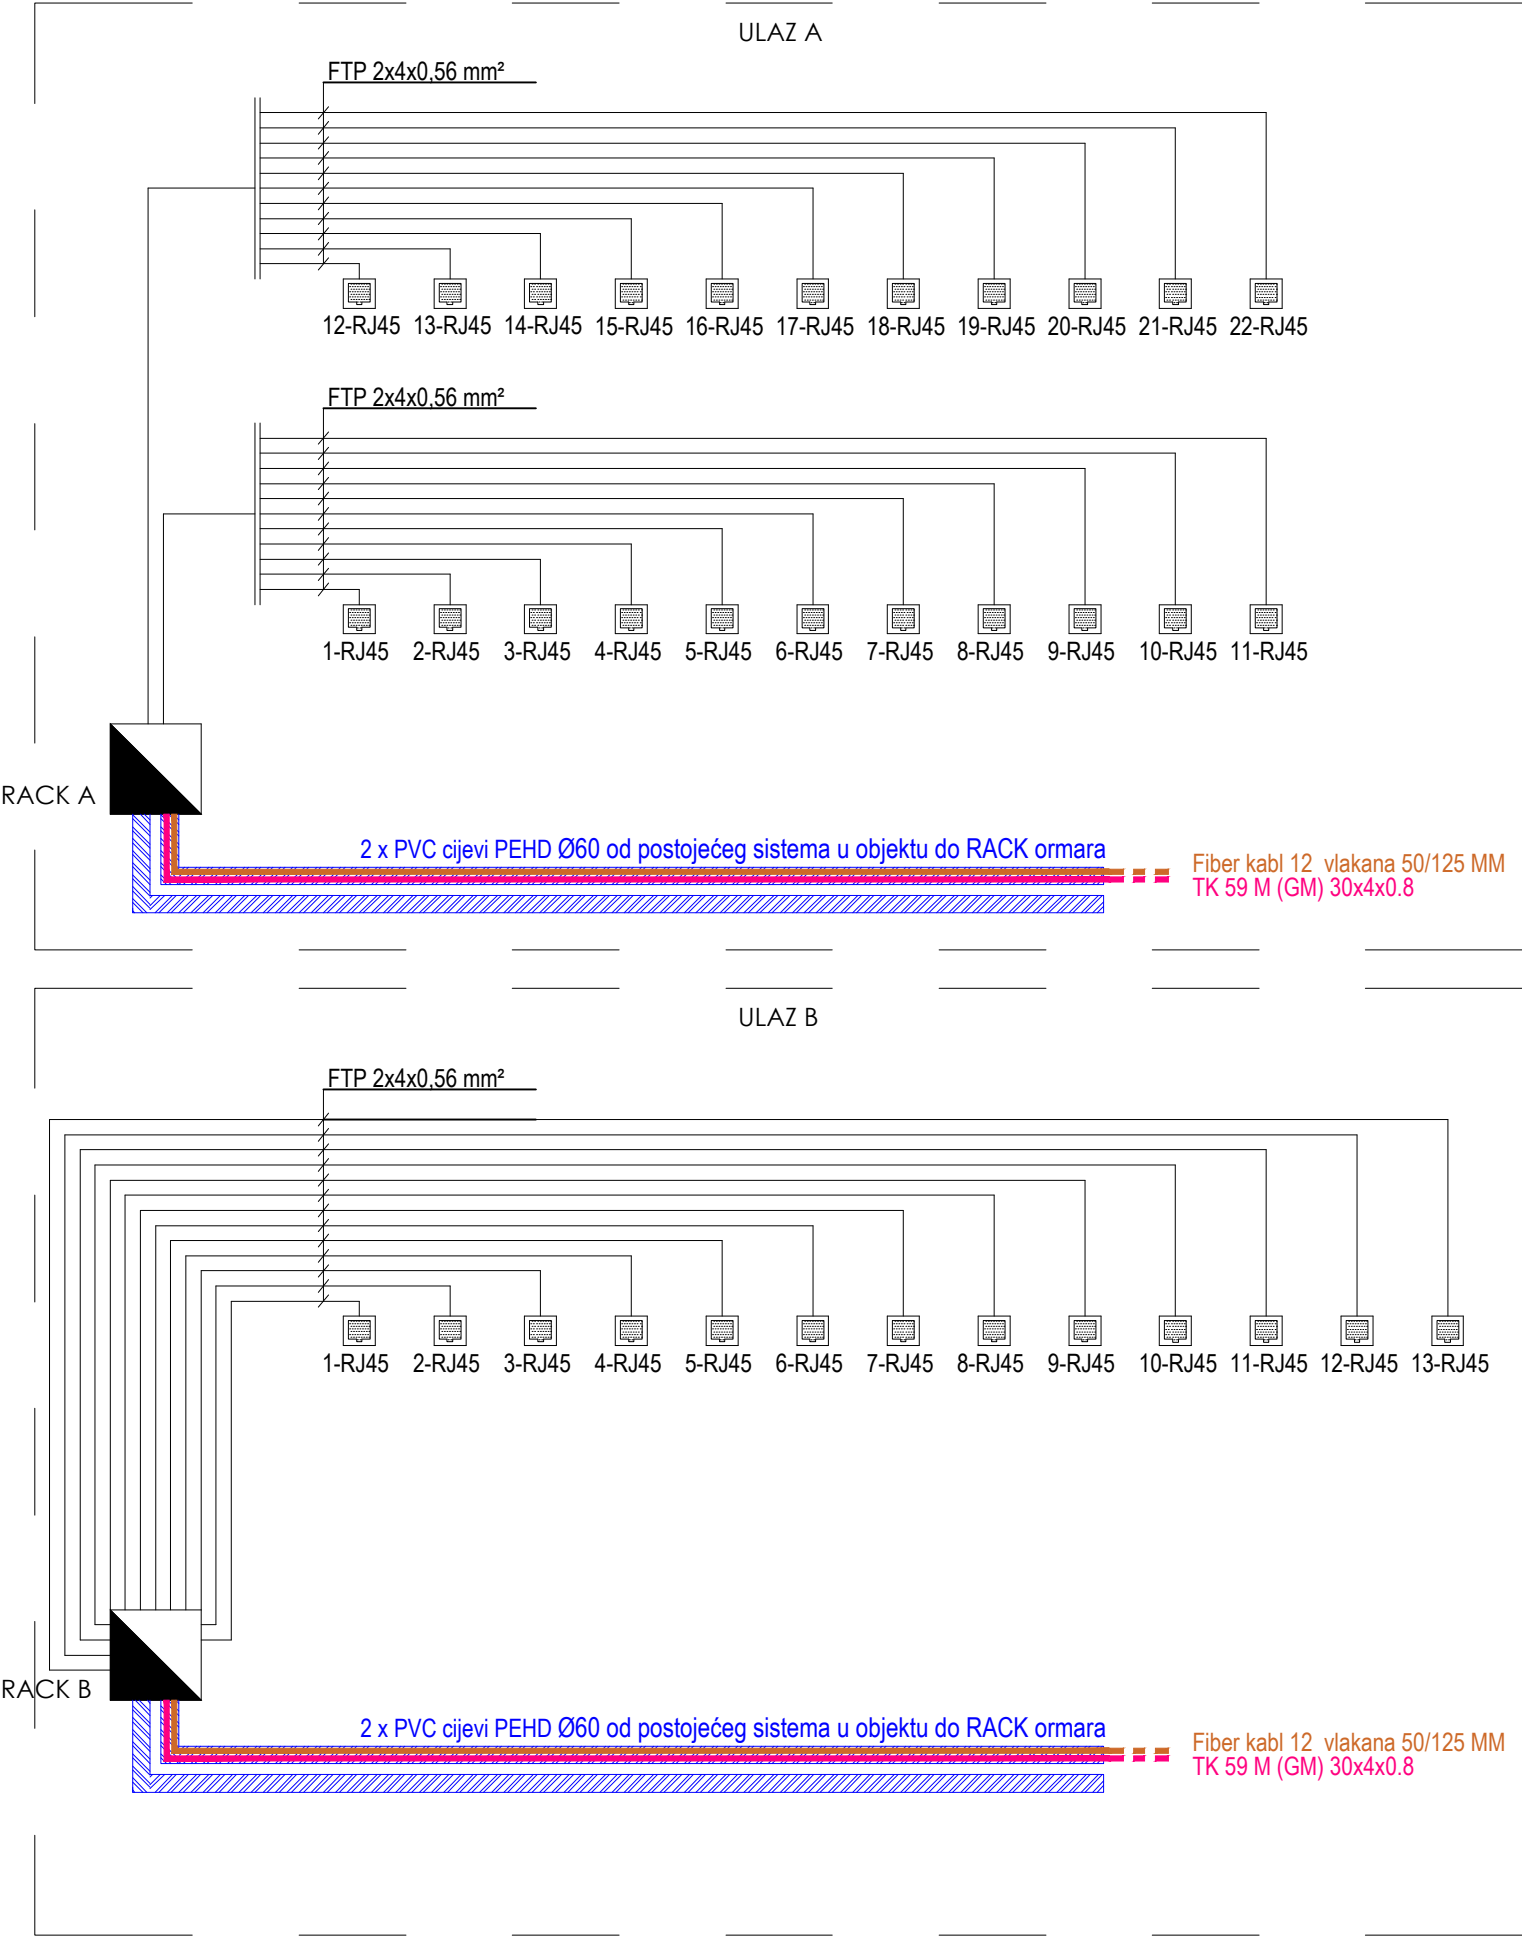 ULAZ A
FTP 2x4x0,56 mm²
12-RJ45 13-RJ45 14-RJ45 15-RJ45 16-RJ45 17-RJ45 18-RJ45 19-RJ45 20-RJ45 21-RJ45 22-RJ45
FTP 2x4x0,56 mm²
1-RJ45 2-RJ45 3-RJ45 4-RJ45 5-RJ45 6-RJ45 7-RJ45 8-RJ45 9-RJ45 10-RJ45 11-RJ45
RACK A
2 x PVC cijevi PEHD Ø60 od postojećeg sistema u objektu do RACK ormara
Fiber kabl 12 vlakana 50/125 MM
TK 59 M (GM) 30x4x0.8
ULAZ B
FTP 2x4x0,56 mm²
1-RJ45 2-RJ45 3-RJ45 4-RJ45 5-RJ45 6-RJ45 7-RJ45 8-RJ45 9-RJ45 10-RJ45 11-RJ45 12-RJ45 13-RJ45
RACK B
2 x PVC cijevi PEHD Ø60 od postojećeg sistema u objektu do RACK ormara
Fiber kabl 12 vlakana 50/125 MM
TK 59 M (GM) 30x4x0.8